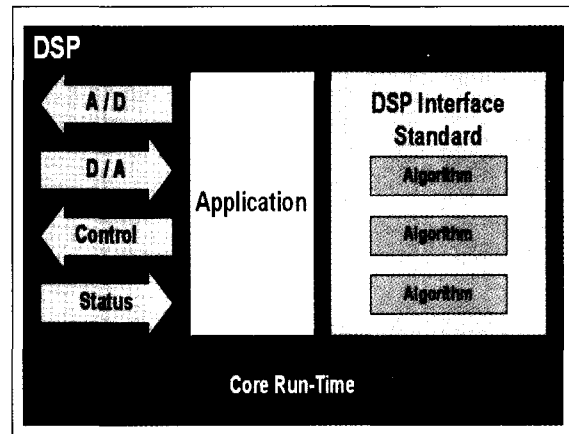 DSP
A / D
D / A
Control
Status
Application
DSP Interface
Standard
Algorithm
Algorithm
Algorithm
Core Run-Time